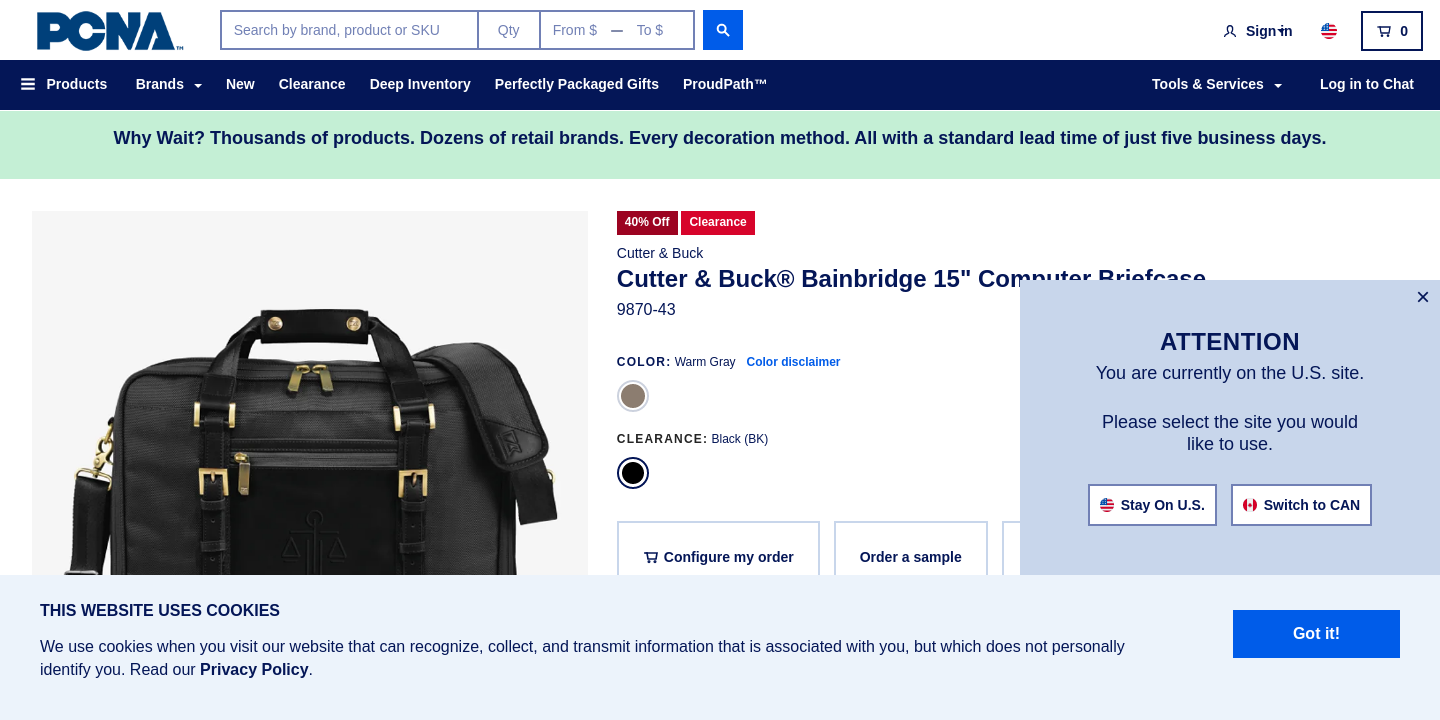 PCNA™
Search by brand, product or SKU
Qty
From $ — To $
Sign in
0
Products
Brands
New
Clearance
Deep Inventory
Perfectly Packaged Gifts
ProudPath™
Tools & Services
Log in to Chat
Why Wait? Thousands of products. Dozens of retail brands. Every decoration method. All with a standard lead time of just five business days.
40% Off
Clearance
Cutter & Buck
Cutter & Buck® Bainbridge 15" Computer Briefcase
9870-43
COLOR: Warm Gray Color disclaimer
CLEARANCE: Black (BK)
Configure my order
Order a sample
×
ATTENTION
You are currently on the U.S. site.
Please select the site you would
like to use.
Stay On U.S.
Switch to CAN
THIS WEBSITE USES COOKIES
We use cookies when you visit our website that can recognize, collect, and transmit information that is associated with you, but which does not personally
identify you. Read our Privacy Policy.
Got it!